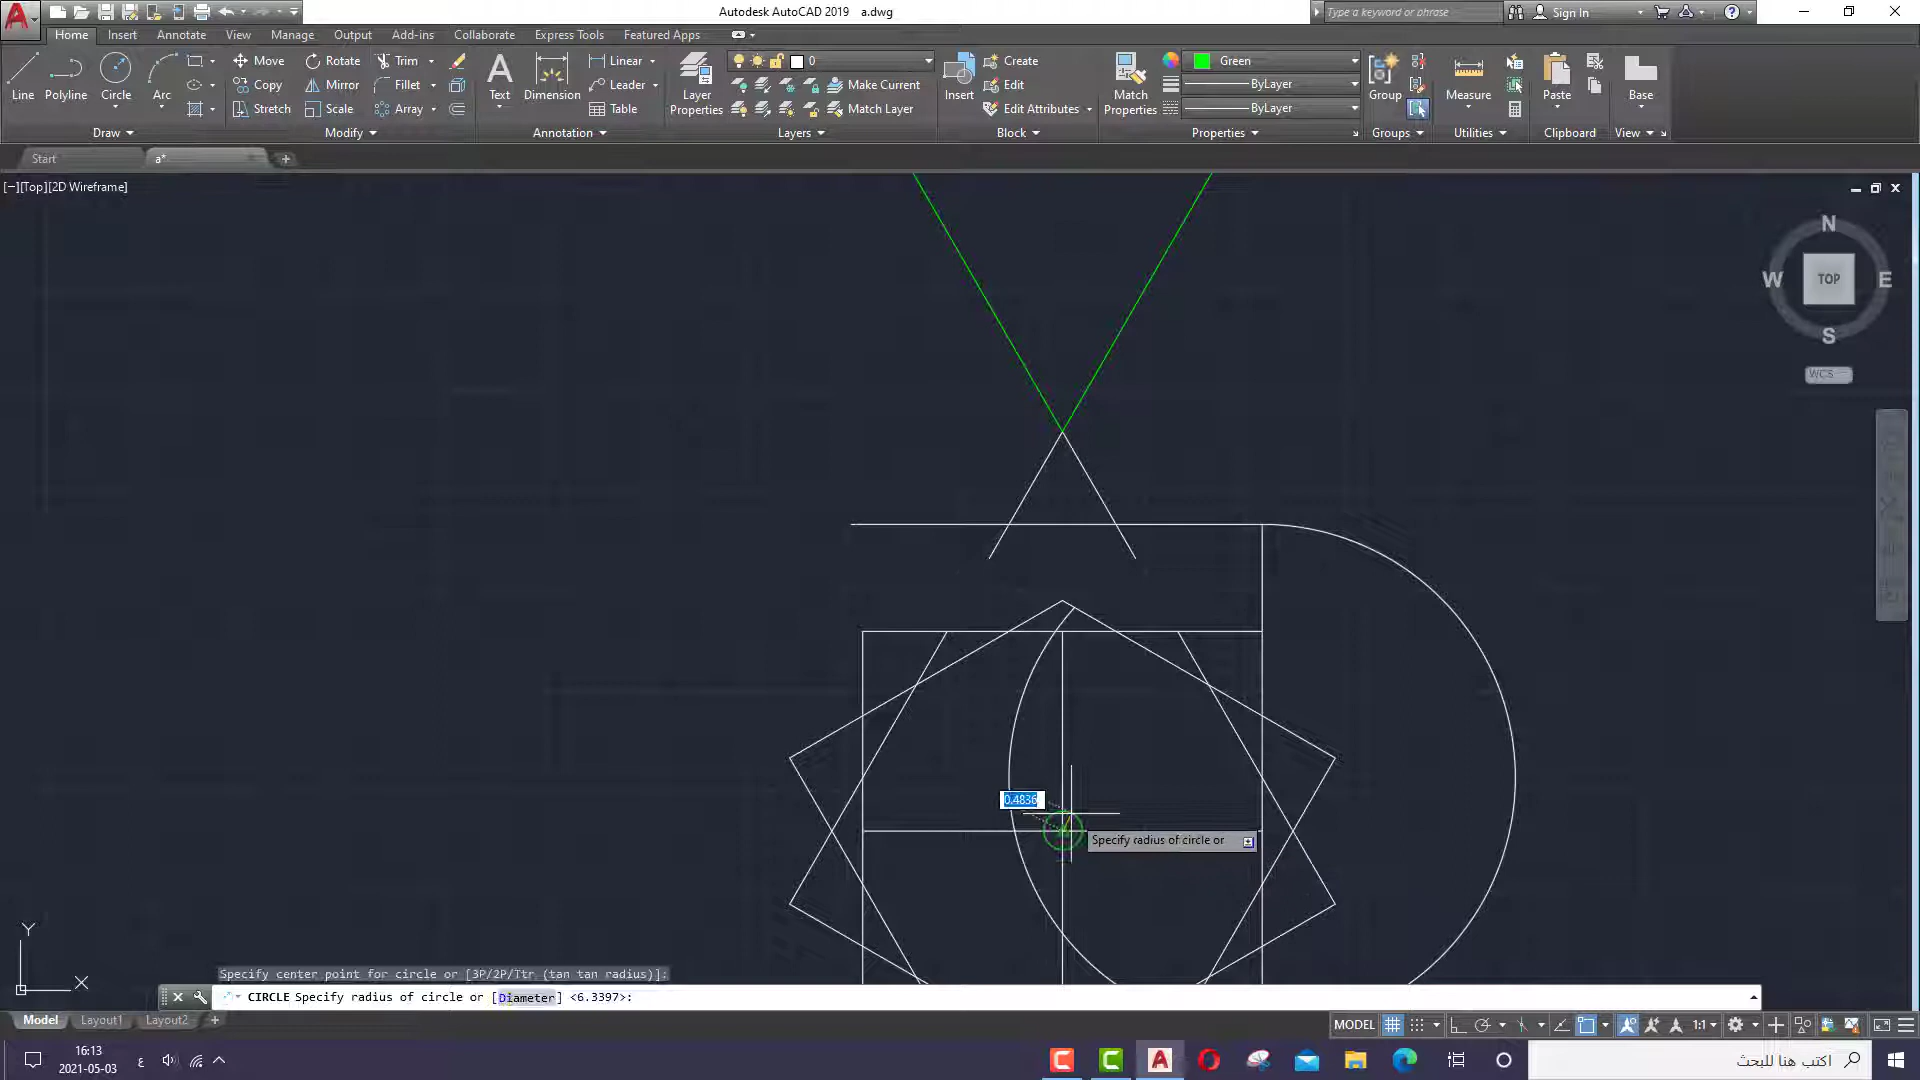 Autodesk AutoCAD 2019 a.dwg
Type a keyword or phrase
Sign In
Home Insert Annotate View Manage Output Add-ins Collaborate Express Tools Featured Apps
Line
Polyline
Circle
Arc
Move
Copy
Stretch
Rotate
Mirror
Scale
Trim
Fillet
Array
Text
Dimension
Linear
Leader
Table
Layer Properties
0
Make Current
Match Layer
Insert
Create
Edit
Edit Attributes
Match Properties
Green
ByLayer
ByLayer
Group
Measure
Paste
Base
Draw Modify Annotation Layers Block Properties Groups Utilities Clipboard View
Start a*
[−][Top][2D Wireframe]
N
W TOP E
S
WCS
0.4836
Specify radius of circle or
Y
X
Specify center point for circle or [3P/2P/Ttr (tan tan radius)]:
CIRCLE Specify radius of circle or [Diameter] <6.3397>:
Model Layout1 Layout2
MODEL 1:1
16:13
2021-05-03
ع
اكتب هنا للبحث